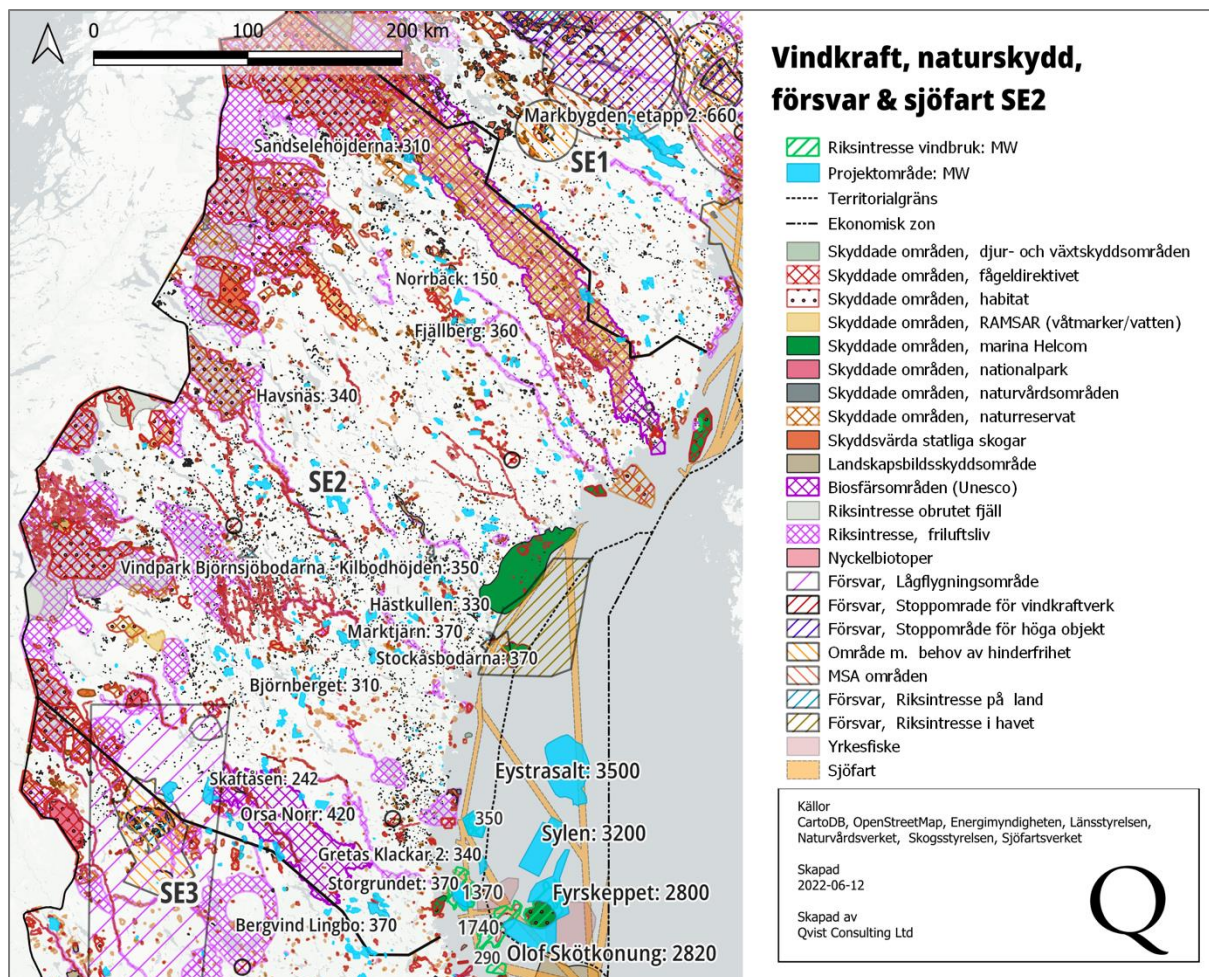 0 100 200 km
Markbygden, etapp 2: 660
Sandselehöjderna: 310
SE1
Norrbäck: 150
Fjällberg: 360
Havsnäs: 340
SE2
Vindpark Björnsjöbodarna - Kilbodhöjden: 350
Hästkullen: 330
Marktjärn: 370
Stockåsbodarna: 370
Björnberget: 310
Eystrasalt: 3500
Skaftåsen: 242
Orsa Norr: 420
350
Sylen: 3200
Gretas Klackar 2: 340
Storgrundet: 370
1370
Fyrskeppet: 2800
SE3
Bergvind Lingbo: 370
1740
290
Olof Skötkonung: 2820
Vindkraft, naturskydd,
försvar & sjöfart SE2
Riksintresse vindbruk: MW
Projektområde: MW
Territorialgräns
Ekonomisk zon
Skyddade områden, djur- och växtskyddsområden
Skyddade områden, fågeldirektivet
Skyddade områden, habitat
Skyddade områden, RAMSAR (våtmarker/vatten)
Skyddade områden, marina Helcom
Skyddade områden, nationalpark
Skyddade områden, naturvårdsområden
Skyddade områden, naturreservat
Skyddsvärda statliga skogar
Landskapsbildsskyddsområde
Biosfärsområden (Unesco)
Riksintresse obrutet fjäll
Riksintresse, friluftsliv
Nyckelbiotoper
Försvar, Lågflygningsområde
Försvar, Stoppomrade för vindkraftverk
Försvar, Stoppområde för höga objekt
Område m. behov av hinderfrihet
MSA områden
Försvar, Riksintresse på land
Försvar, Riksintresse i havet
Yrkesfiske
Sjöfart
Källor
CartoDB, OpenStreetMap, Energimyndigheten, Länsstyrelsen,
Naturvårdsverket, Skogsstyrelsen, Sjöfartsverket
Skapad
2022-06-12
Skapad av
Qvist Consulting Ltd
Q